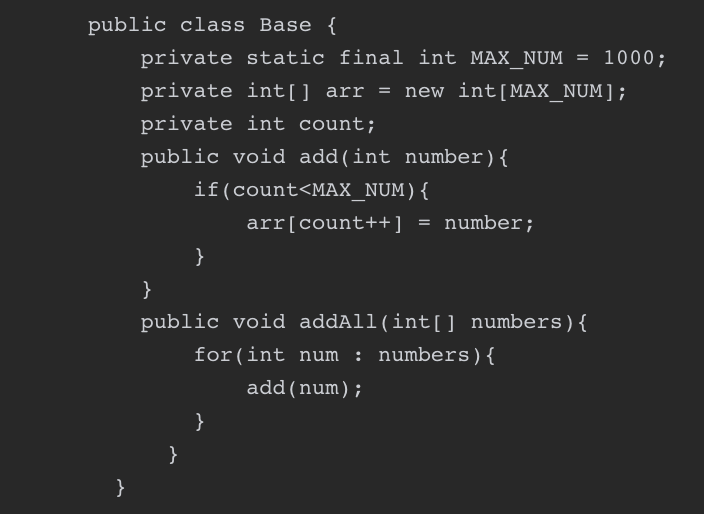 public class Base {
private static final int MAX_NUM = 1000;
private int[] arr = new int[MAX_NUM];
private int count;
public void add(int number){
if(count<MAX_NUM){
arr[count++] = number;
}
}
public void addAll(int[] numbers){
for(int num : numbers){
add(num);
}
}
}